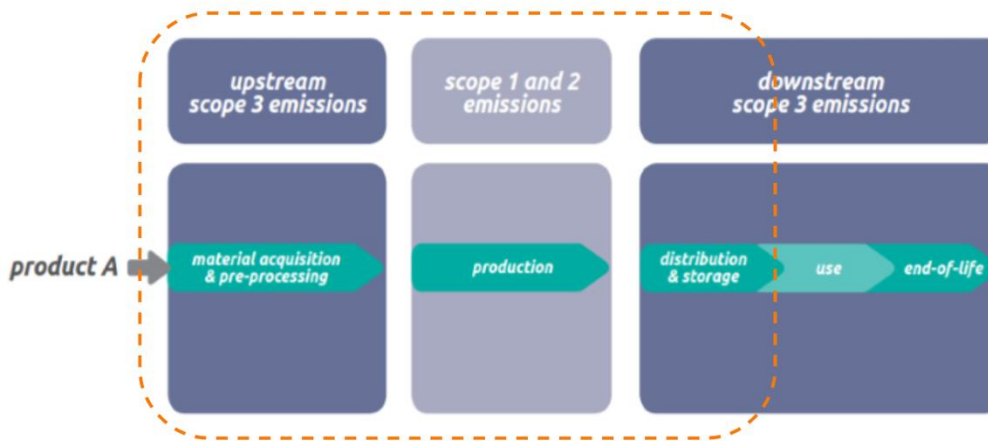 upstream
scope 3 emissions
scope 1 and 2
emissions
downstream
scope 3 emissions
product A
material acquisition
& pre-processing
production
distribution
& storage
use
end-of-life